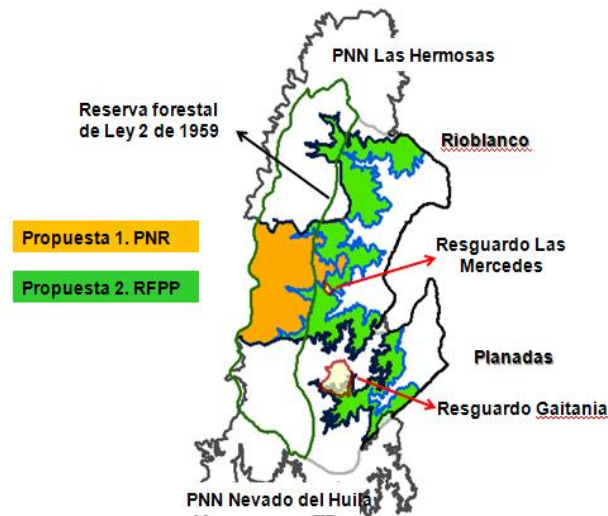 PNN Las Hermosas
Reserva forestal
de Ley 2 de 1959
Rioblanco
Propuesta 1. PNR
Resguardo Las
Mercedes
Propuesta 2. RFPP
Planadas
Resguardo Gaitania
PNN Nevado del Huila